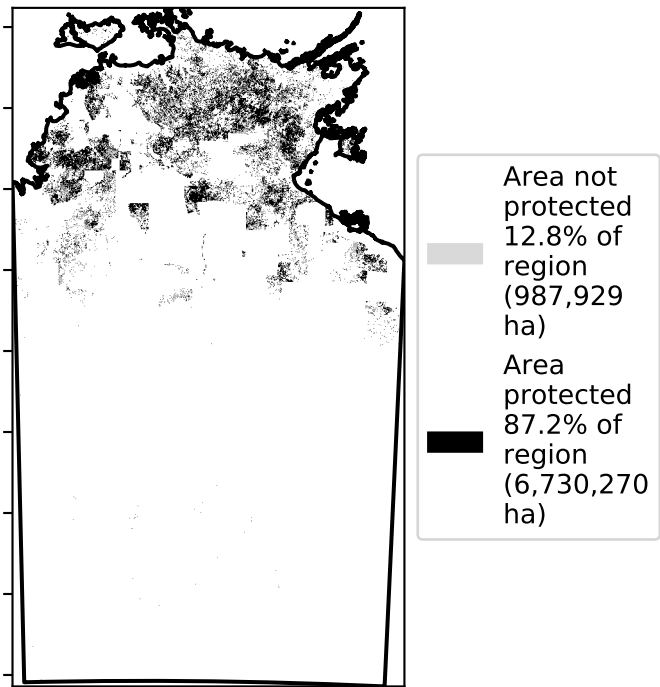 Area not
protected
12.8% of
region
(987,929
ha)
Area
protected
87.2% of
region
(6,730,270
ha)